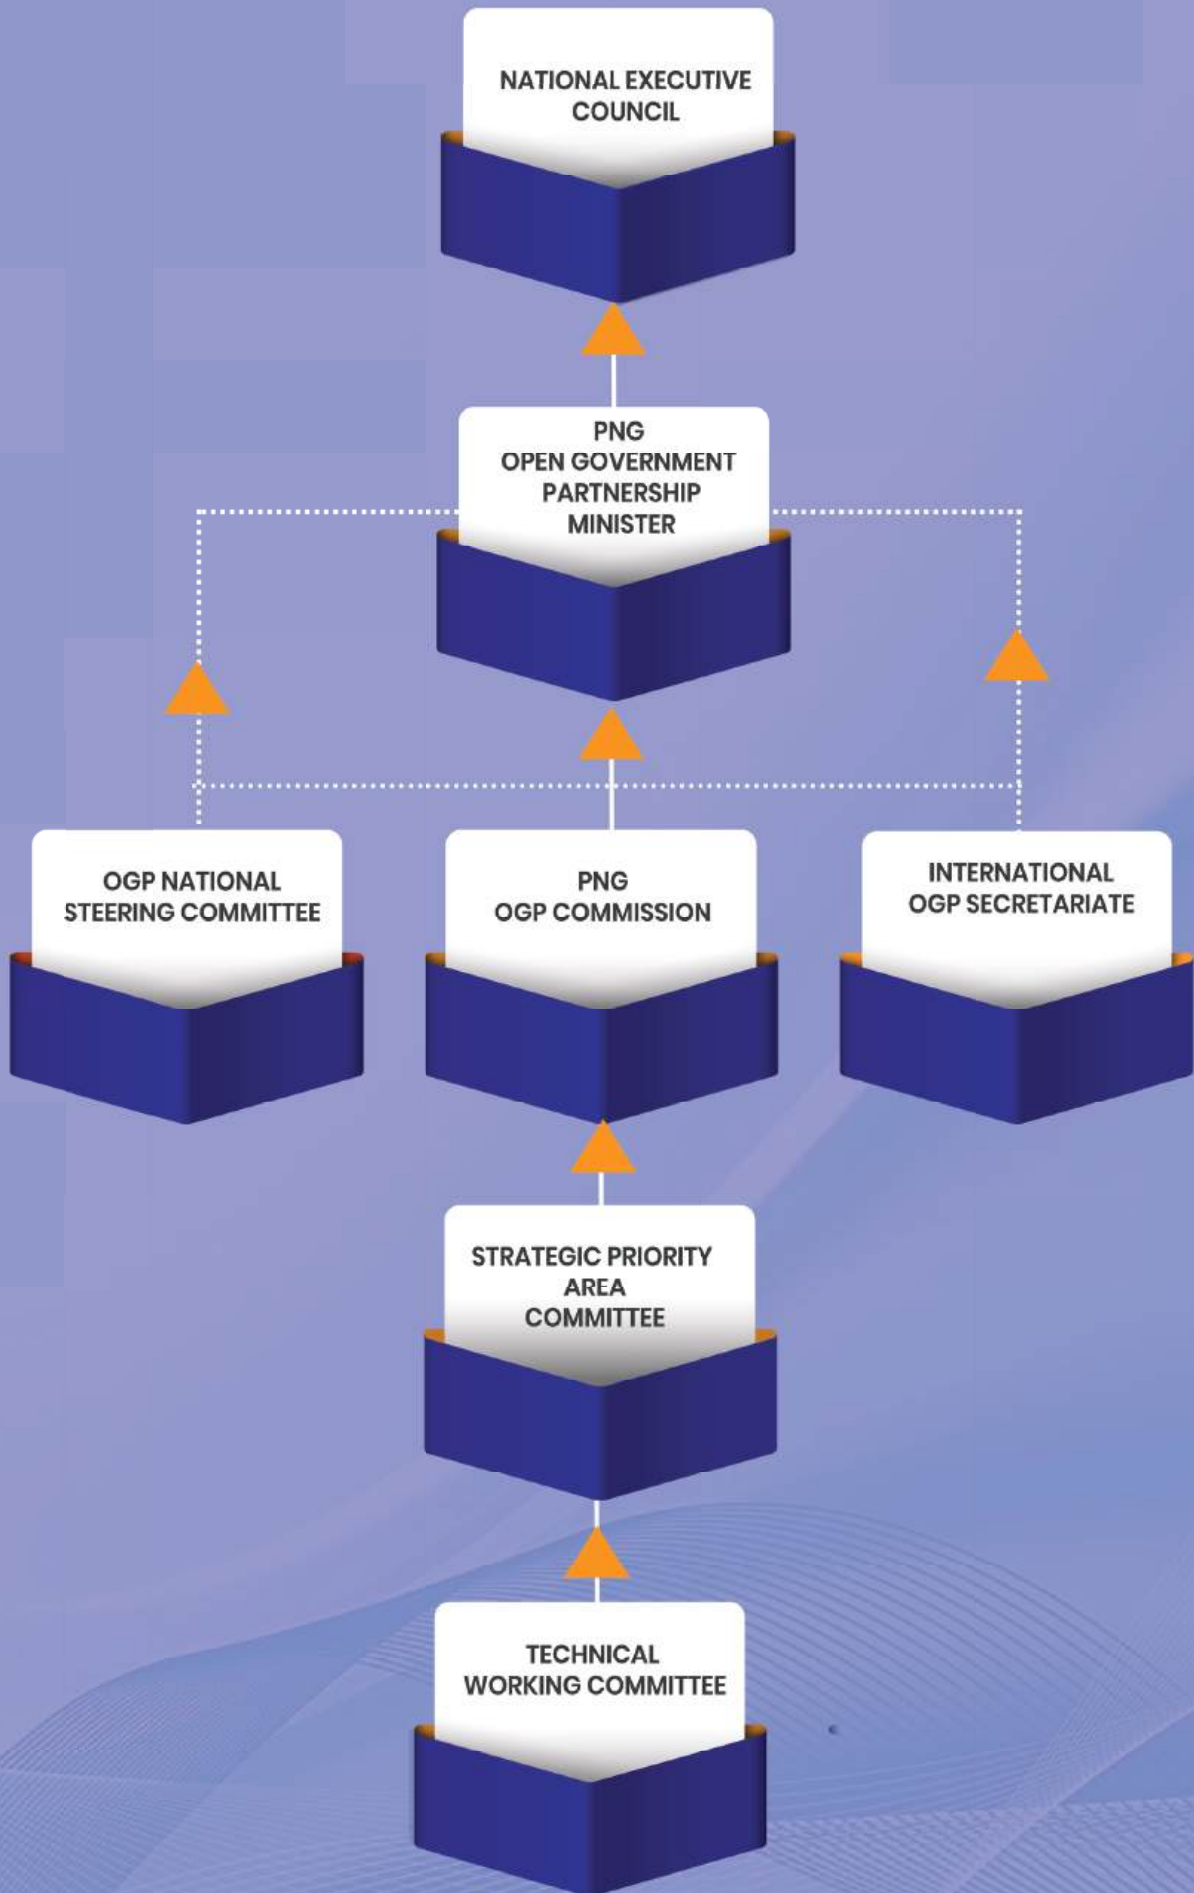 NATIONAL EXECUTIVE
COUNCIL
PNG
OPEN GOVERNMENT
PARTNERSHIP
MINISTER
OGP NATIONAL
STEERING COMMITTEE
PNG
OGP COMMISSION
INTERNATIONAL
OGP SECRETARIATE
STRATEGIC PRIORITY
AREA
COMMITTEE
TECHNICAL
WORKING COMMITTEE